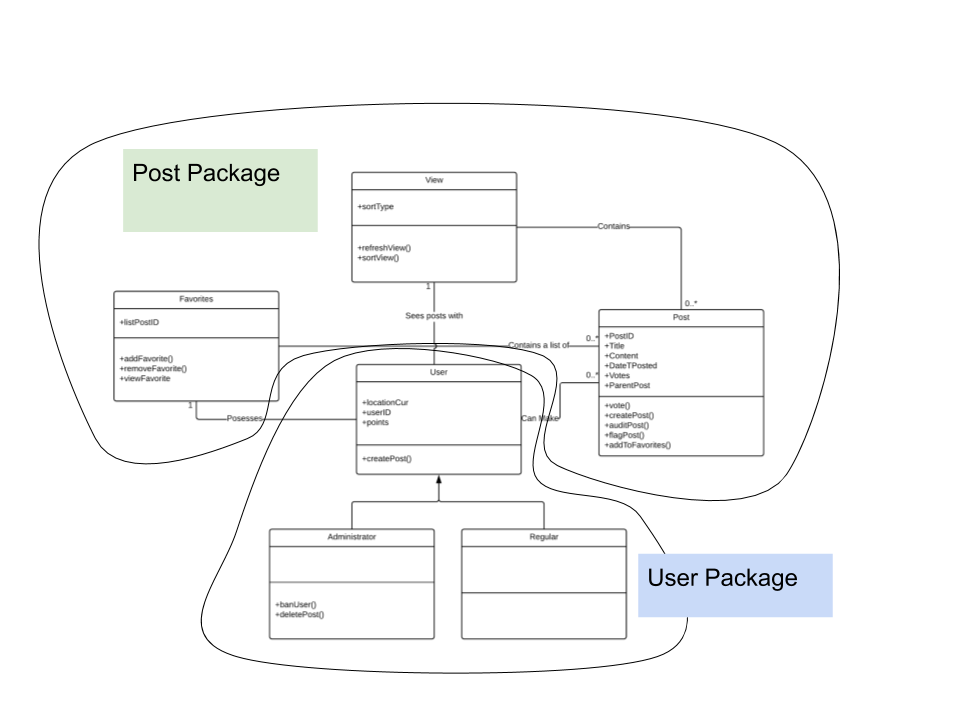 Post Package
View
+sortType
+refreshView()
+sortView()
1
Contains
0..*
Sees posts with
Favorites
+listPostID
+addFavorite()
+removeFavorite()
+viewFavorite
1
Contains a list of
0..*
Post
+PostID
+Title
+Content
+DateTPosted
+Votes
+ParentPost
+vote()
+createPost()
+auditPost()
+flagPost()
+addToFavorites()
0..*
Can Make
Posesses
User
+locationCur
+userID
+points
+createPost()
Administrator
+banUser()
+deletePost()
Regular
User Package